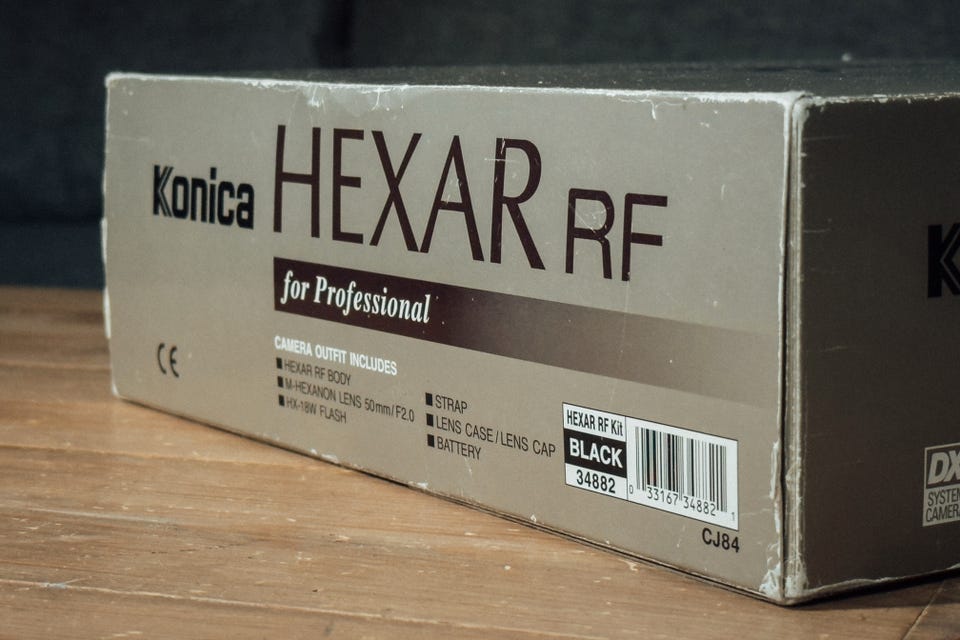 Konica HEXAR RF
for Professional
CE
CAMERA OUTFIT INCLUDES
■ HEXAR RF BODY
■ M-HEXANON LENS 50mm/F2.0
■ HX-18W FLASH
■ STRAP
■ LENS CASE/LENS CAP
■ BATTERY
HEXAR RF Kit
BLACK
34882
0 33167 34882 1
CJ84
K
DX
SYSTEM
CAMERA